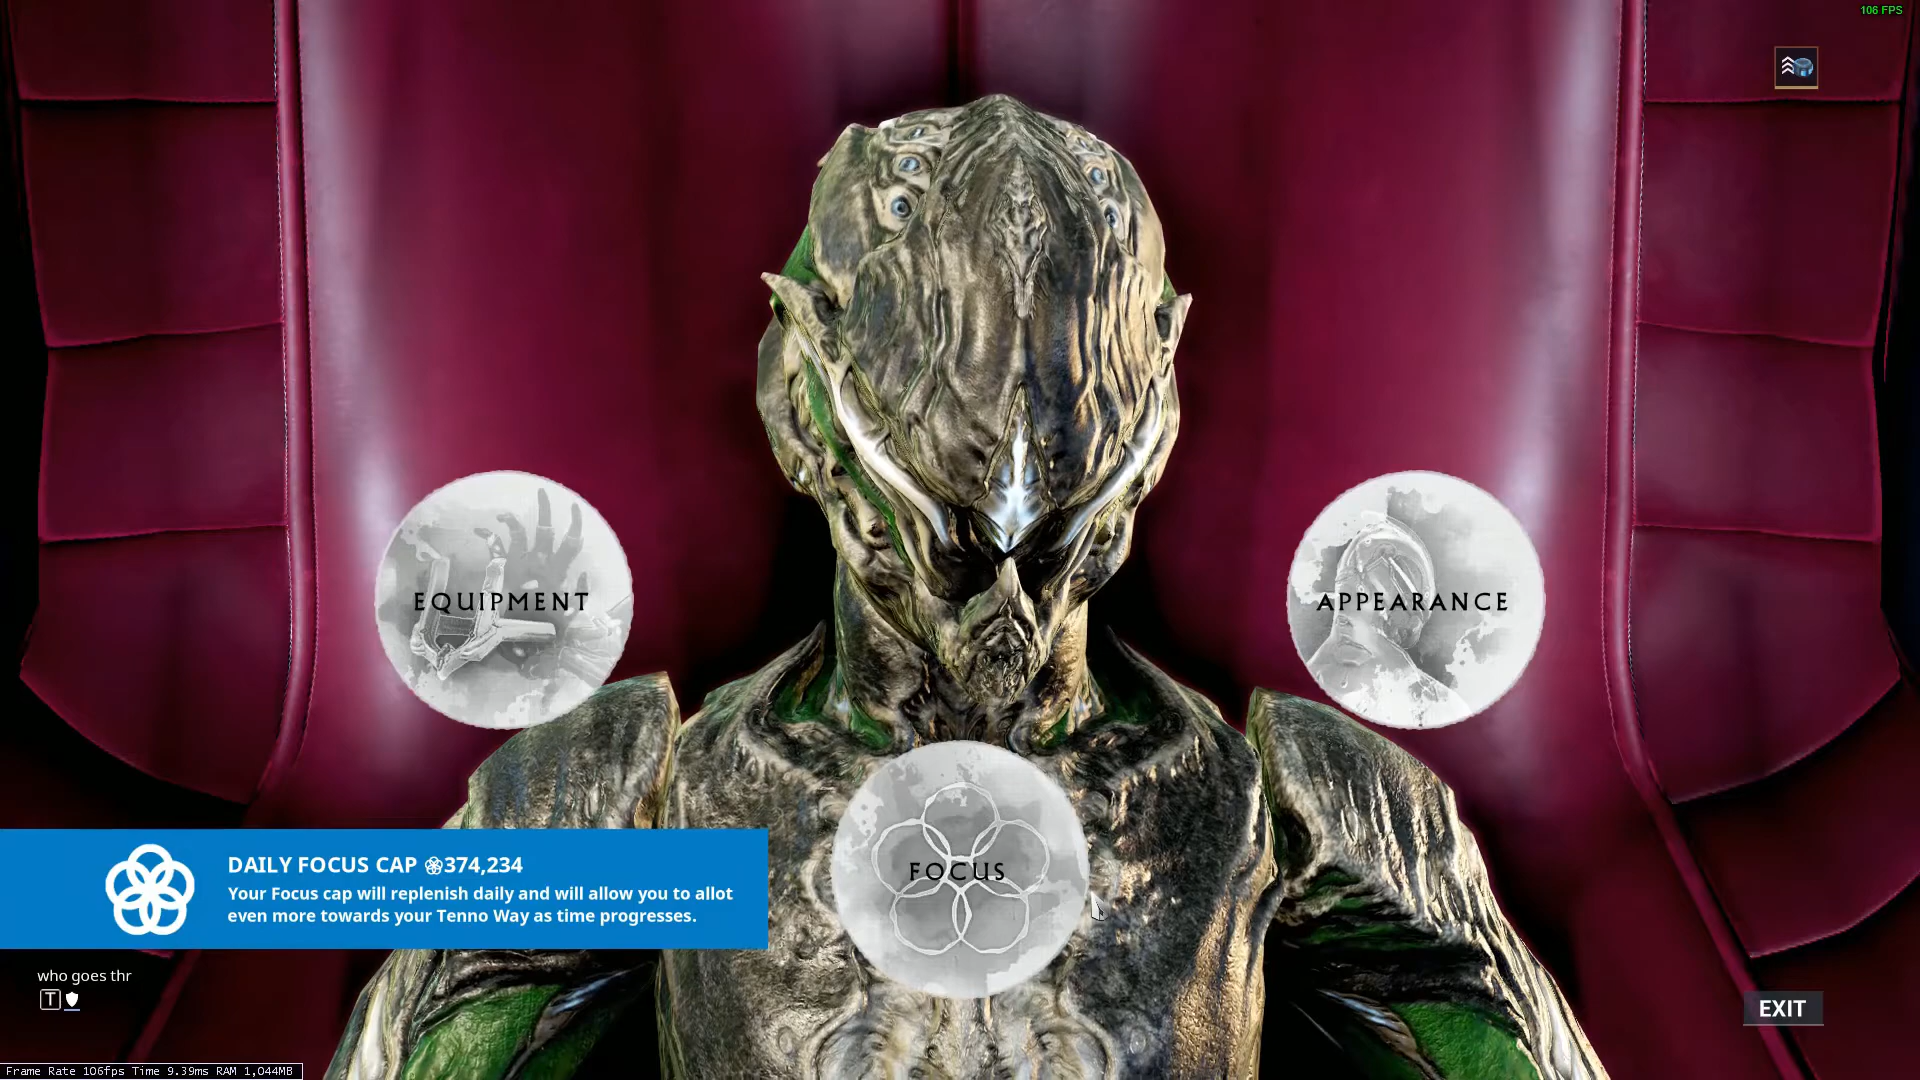 106 FPS
EQUIPMENT
APPEARANCE
FOCUS
DAILY FOCUS CAP 374,234
Your Focus cap will replenish daily and will allow you to allot
even more towards your Tenno Way as time progresses.
who goes thr
T
EXIT
Frame Rate 106fps Time 9.39ms RAM 1,044MB